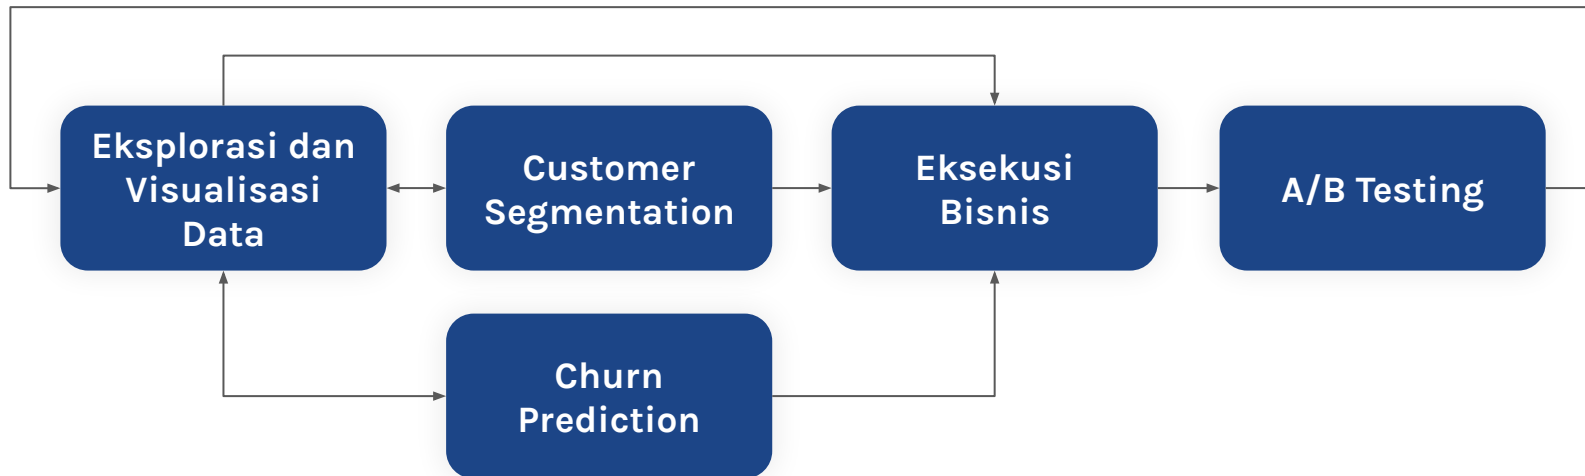 Eksplorasi dan
Visualisasi
Data
Customer
Segmentation
Eksekusi
Bisnis
A/B Testing
Churn
Prediction